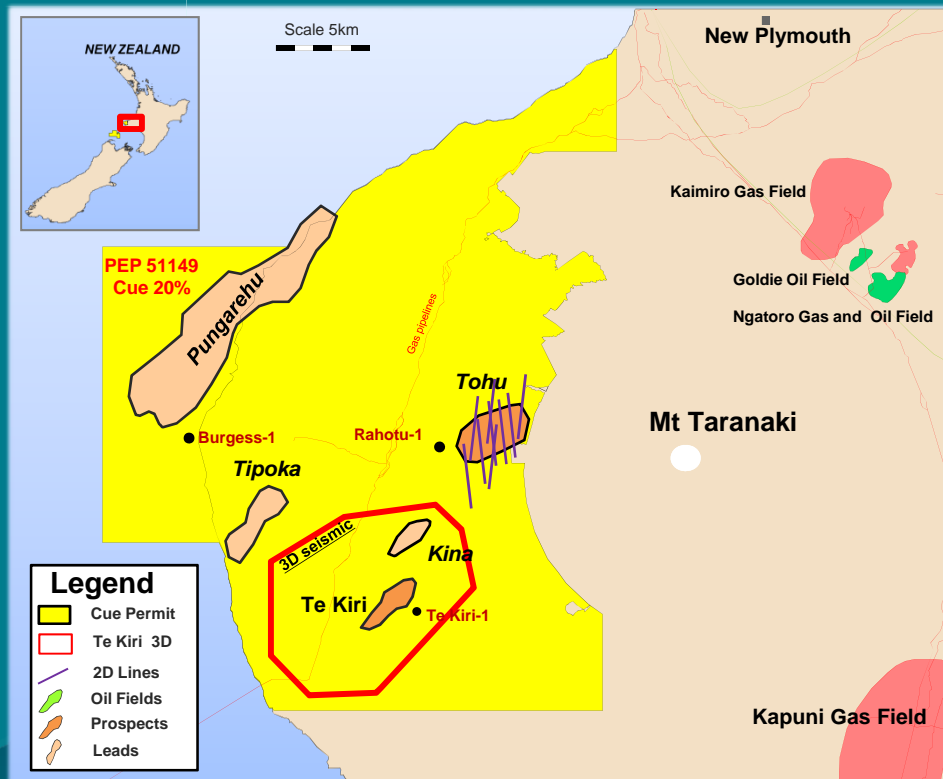 Scale 5km
New Plymouth
NEW ZEALAND
Kaimiro Gas Field
PEP 51149
Cue 20%
Goldie Oil Field
Pungarehu
Gas pipelines
Ngatoro Gas and Oil Field
Tohu
Mt Taranaki
Burgess-1
Rahotu-1
Tipoka
3D seismic
Kina
Te Kiri
Te Kiri-1
Legend
Cue Permit
Te Kiri 3D
2D Lines
Oil Fields
Prospects
Leads
Kapuni Gas Field